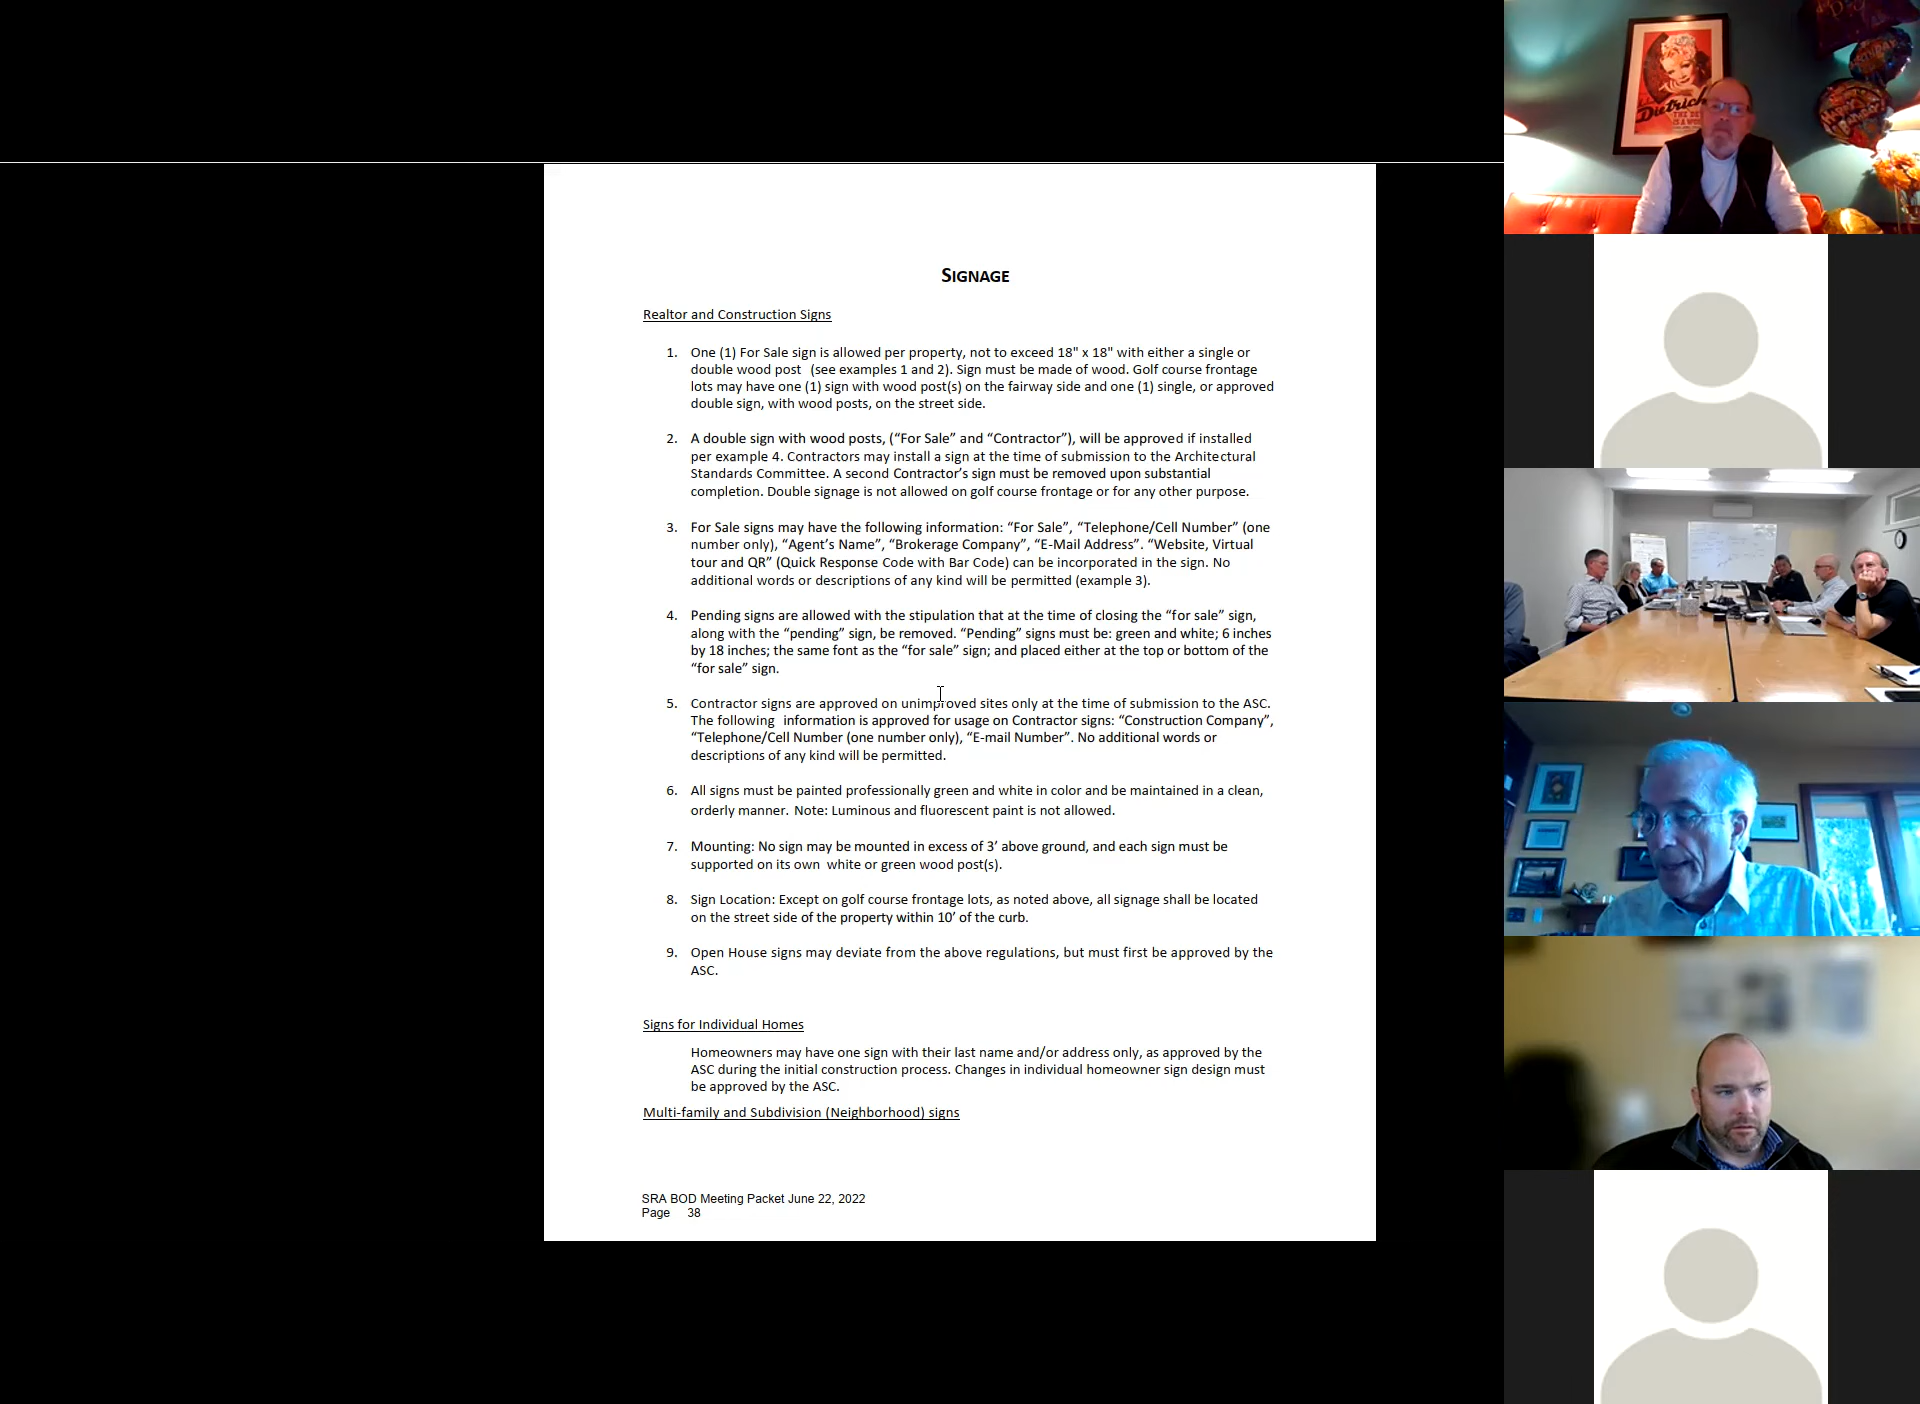 SIGNAGE
Realtor and Construction Signs
1. One (1) For Sale sign is allowed per property, not to exceed 18" x 18" with either a single or
double wood post (see examples 1 and 2). Sign must be made of wood. Golf course frontage
lots may have one (1) sign with wood post(s) on the fairway side and one (1) single, or approved
double sign, with wood posts, on the street side.
2. A double sign with wood posts, (“For Sale” and “Contractor”), will be approved if installed
per example 4. Contractors may install a sign at the time of submission to the Architectural
Standards Committee. A second Contractor’s sign must be removed upon substantial
completion. Double signage is not allowed on golf course frontage or for any other purpose.
3. For Sale signs may have the following information: “For Sale”, “Telephone/Cell Number” (one
number only), “Agent’s Name”, “Brokerage Company”, “E-Mail Address”. “Website, Virtual
tour and QR” (Quick Response Code with Bar Code) can be incorporated in the sign. No
additional words or descriptions of any kind will be permitted (example 3).
4. Pending signs are allowed with the stipulation that at the time of closing the “for sale” sign,
along with the “pending” sign, be removed. “Pending” signs must be: green and white; 6 inches
by 18 inches; the same font as the “for sale” sign; and placed either at the top or bottom of the
“for sale” sign.
5. Contractor signs are approved on unimproved sites only at the time of submission to the ASC.
The following information is approved for usage on Contractor signs: “Construction Company”,
“Telephone/Cell Number (one number only), “E-mail Number”. No additional words or
descriptions of any kind will be permitted.
6. All signs must be painted professionally green and white in color and be maintained in a clean,
orderly manner. Note: Luminous and fluorescent paint is not allowed.
7. Mounting: No sign may be mounted in excess of 3’ above ground, and each sign must be
supported on its own white or green wood post(s).
8. Sign Location: Except on golf course frontage lots, as noted above, all signage shall be located
on the street side of the property within 10’ of the curb.
9. Open House signs may deviate from the above regulations, but must first be approved by the
ASC.
Signs for Individual Homes
Homeowners may have one sign with their last name and/or address only, as approved by the
ASC during the initial construction process. Changes in individual homeowner sign design must
be approved by the ASC.
Multi-family and Subdivision (Neighborhood) signs
SRA BOD Meeting Packet June 22, 2022
Page 38
Dietrich